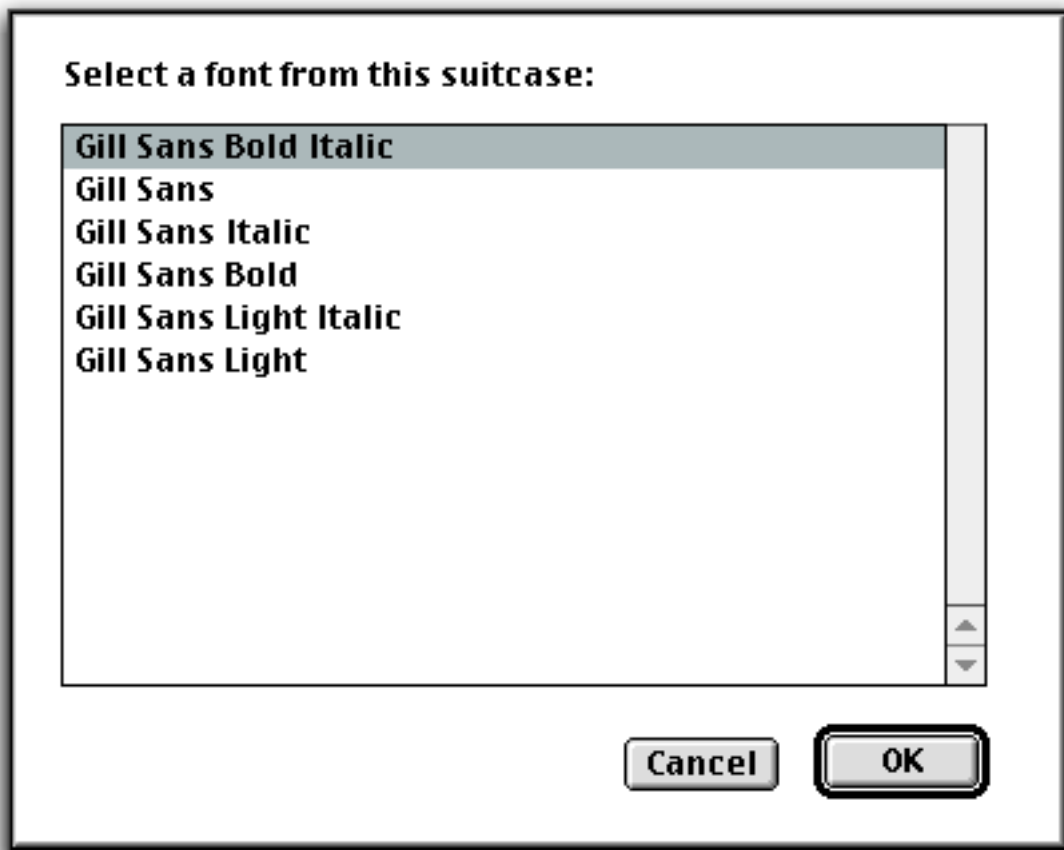 Select a font from this suitcase:
Gill Sans Bold Italic
Gill Sans
Gill Sans Italic
Gill Sans Bold
Gill Sans Light Italic
Gill Sans Light
Cancel
OK